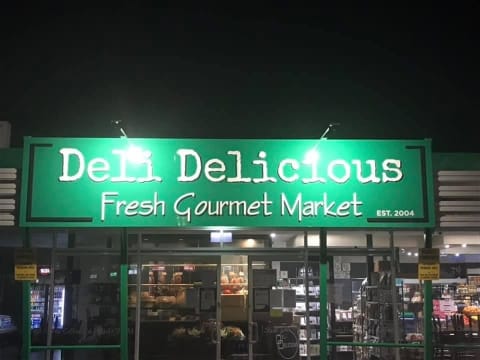 Deli Delicious
Fresh Gourmet Market
EST. 2004